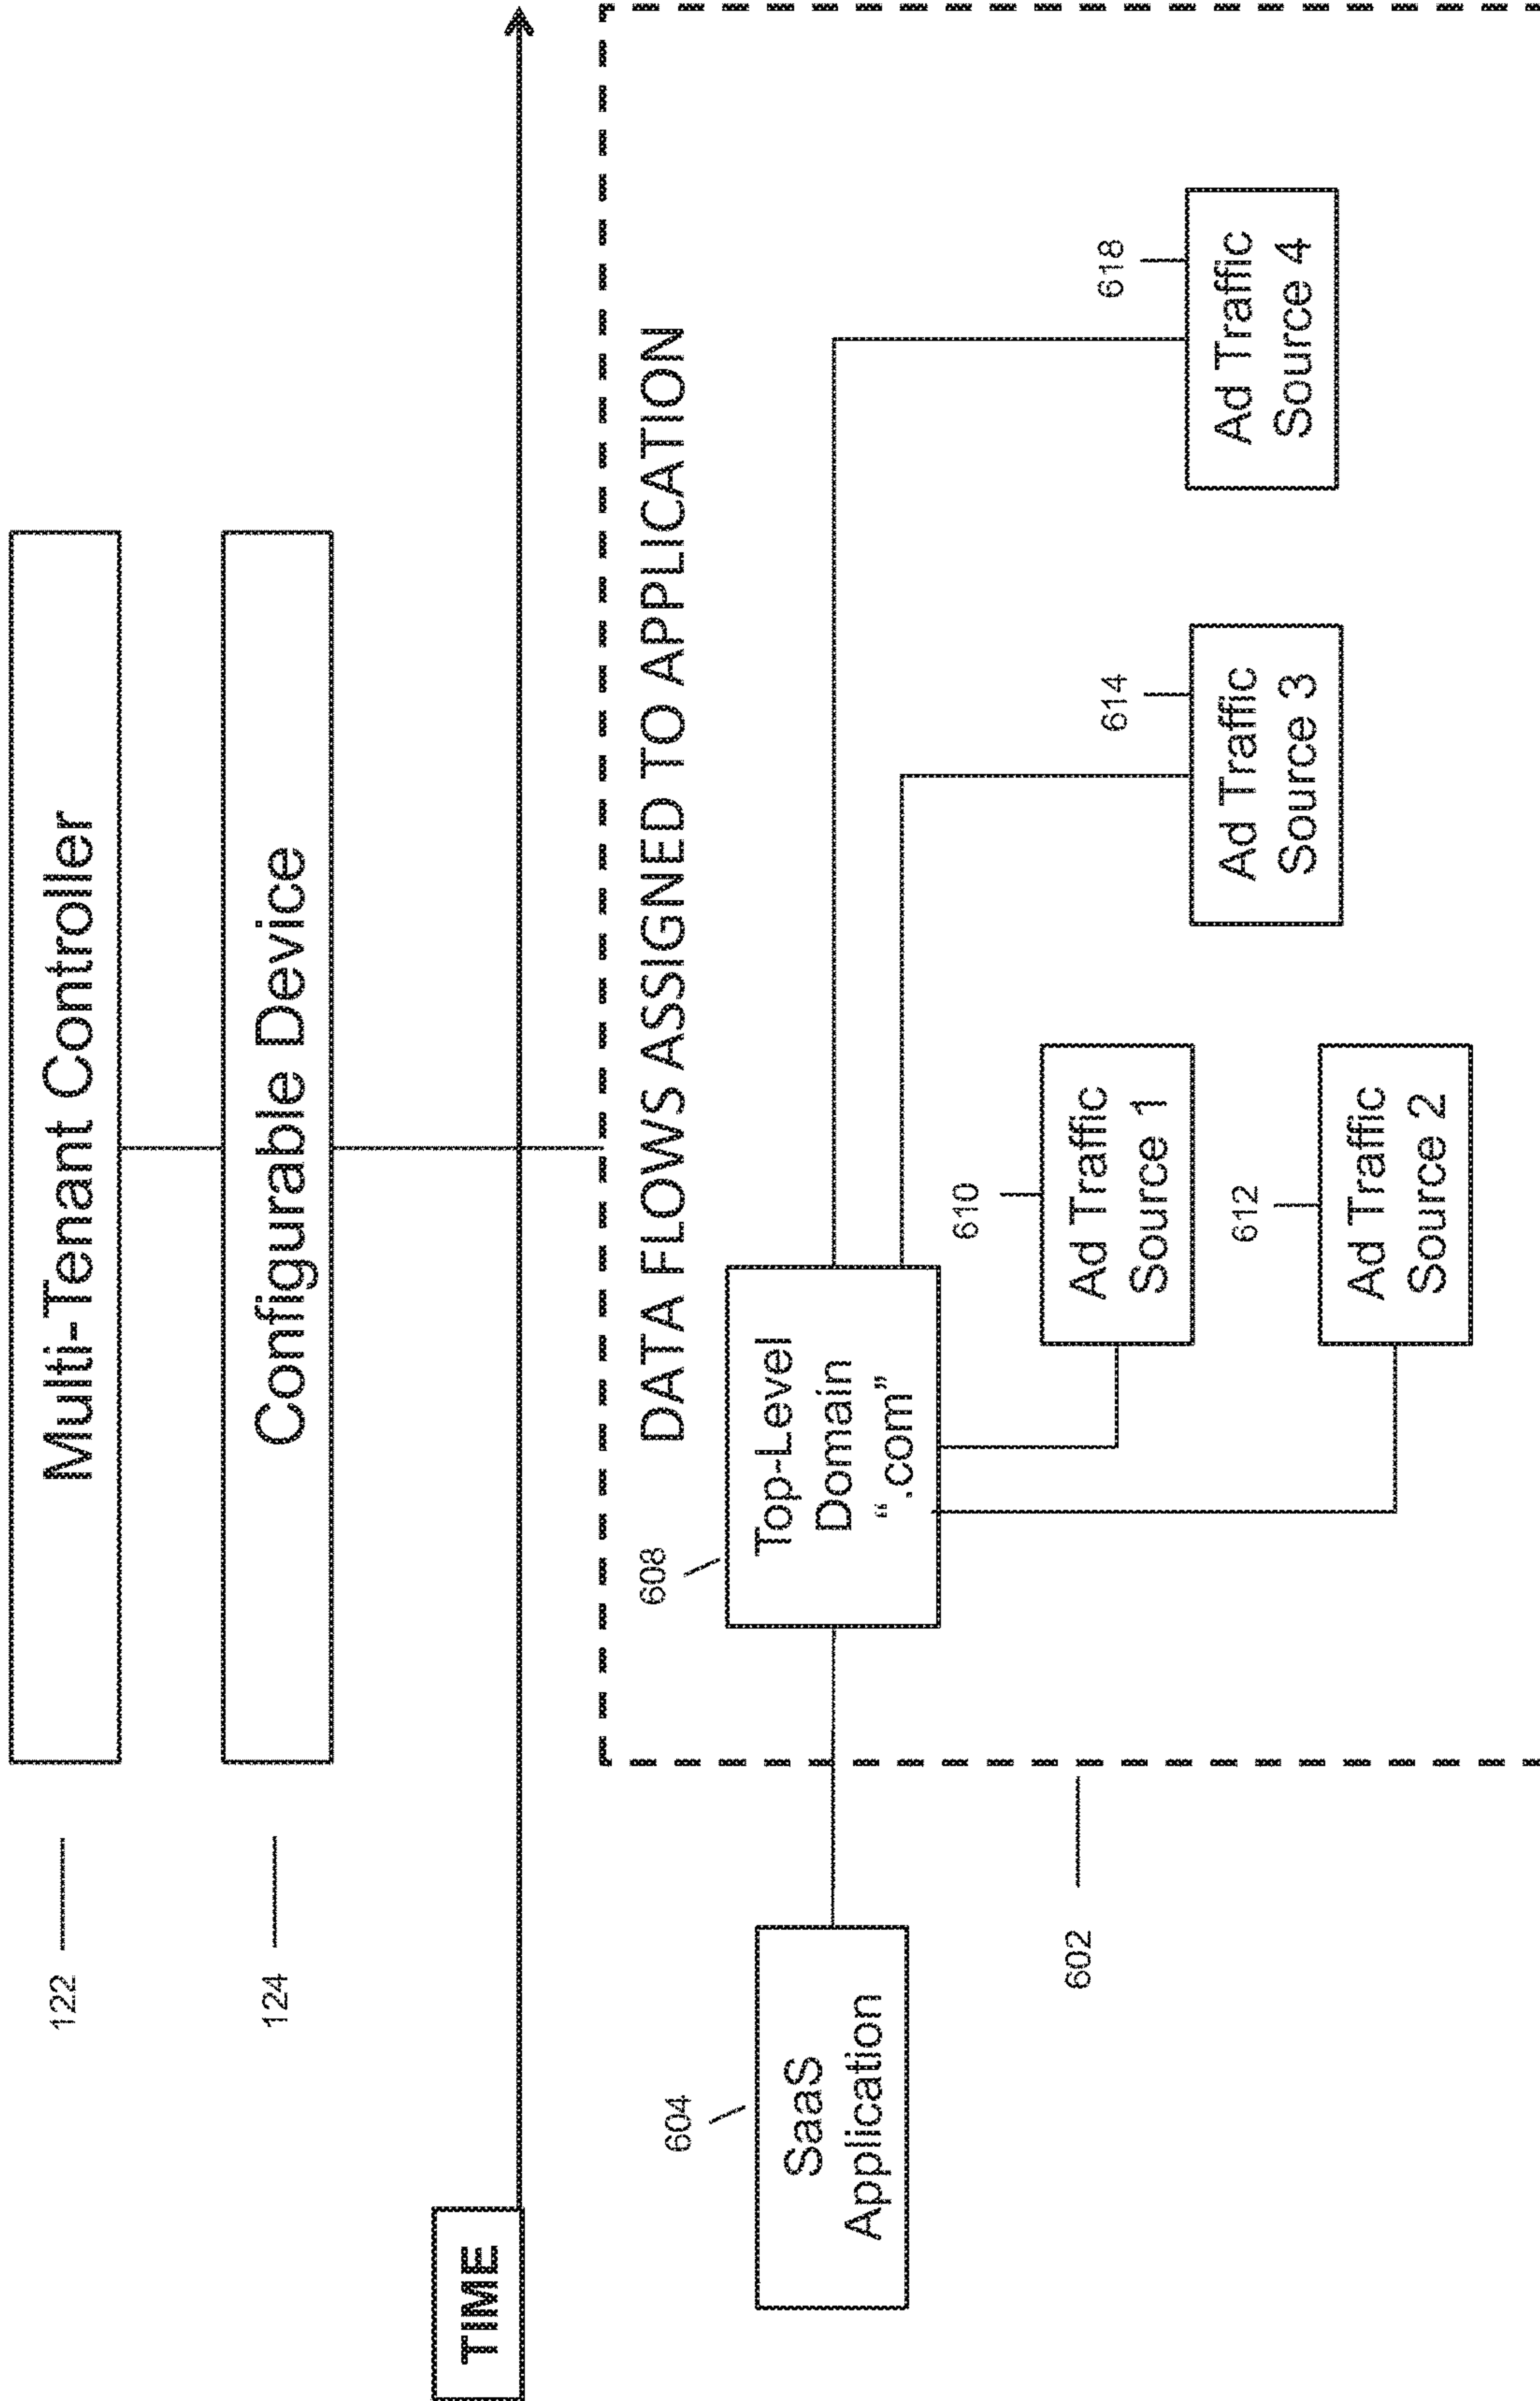 122
Multi-Tenant Controller
124
Configurable Device
TIME
DATA FLOWS ASSIGNED TO APPLICATION
604
SaaS
Application
608
Top-Level
Domain
“.com”
602
610
Ad Traffic
Source 1
612
Ad Traffic
Source 2
614
Ad Traffic
Source 3
618
Ad Traffic
Source 4